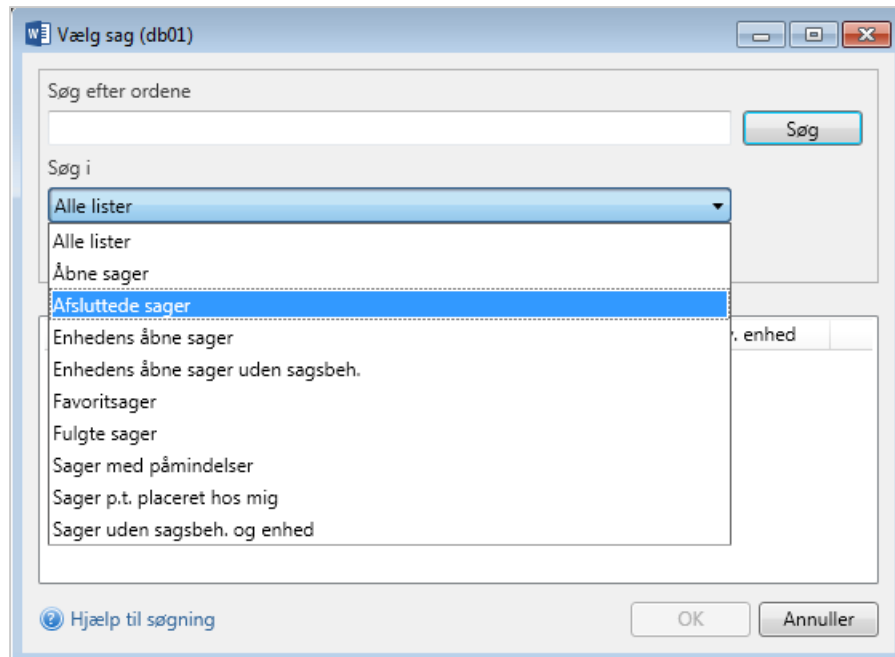 Vælg sag (db01)
Søg efter ordene
Søg
Søg i
Alle lister
Alle lister
Åbne sager
Afsluttede sager
Enhedens åbne sager
Enhedens åbne sager uden sagsbeh.
Favoritsager
Fulgte sager
Sager med påmindelser
Sager p.t. placeret hos mig
Sager uden sagsbeh. og enhed
. enhed
Hjælp til søgning
OK
Annuller